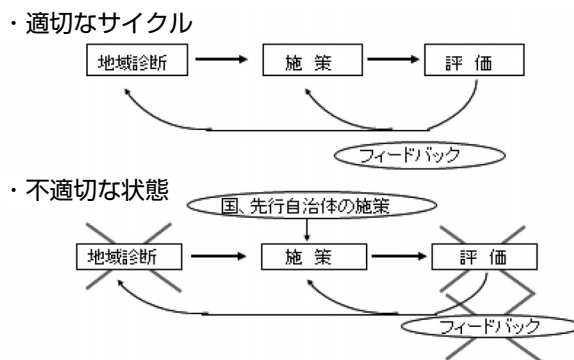 ・適切なサイクル
地域診断
施 策
評 価
フィードバック
・不適切な状態
国、先行自治体の施策
地域診断
施 策
評 価
フィードバック